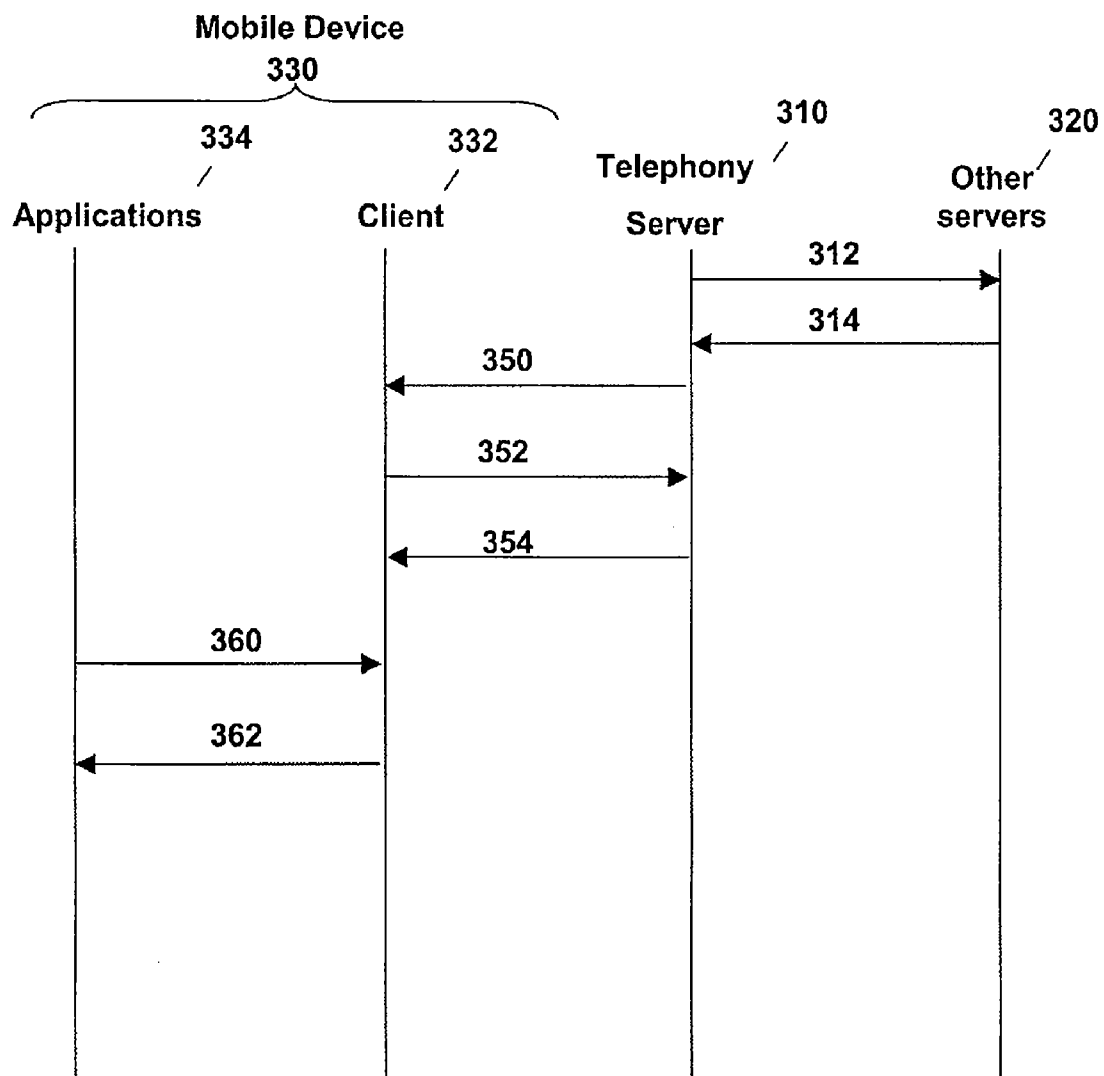 Mobile Device
330
334
332
310
320
Applications
Client
Telephony
Server
Other
servers
312
314
350
352
354
360
362